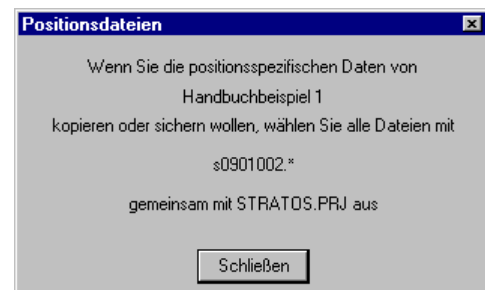 Positionsdateien
Wenn Sie die positionsspezifischen Daten von
Handbuchbeispiel 1
kopieren oder sichern wollen, wählen Sie alle Dateien mit
s0901002.*
gemeinsam mit STRATOS.PRJ aus
Schließen